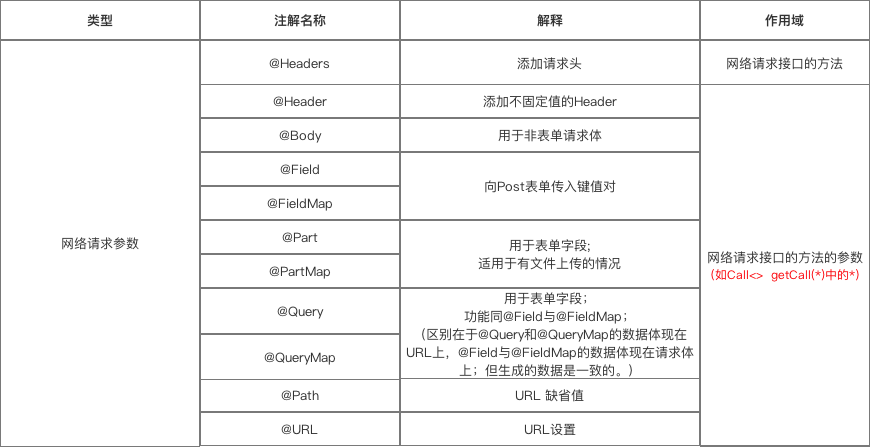 类型
注解名称
解释
作用域
网络请求参数
@Headers
添加请求头
网络请求接口的方法
@Header
添加不固定值的Header
@Body
用于非表单请求体
@Field
@FieldMap
向Post表单传入键值对
@Part
@PartMap
用于表单字段;
适用于有文件上传的情况
@Query
@QueryMap
用于表单字段；
功能同@Field与@FieldMap；
（区别在于@Query和@QueryMap的数据体现在
URL上，@Field与@FieldMap的数据体现在请求体
上；但生成的数据是一致的。）
@Path
URL 缺省值
@URL
URL设置
网络请求接口的方法的参数
（如Call<> getCall(*)中的*）